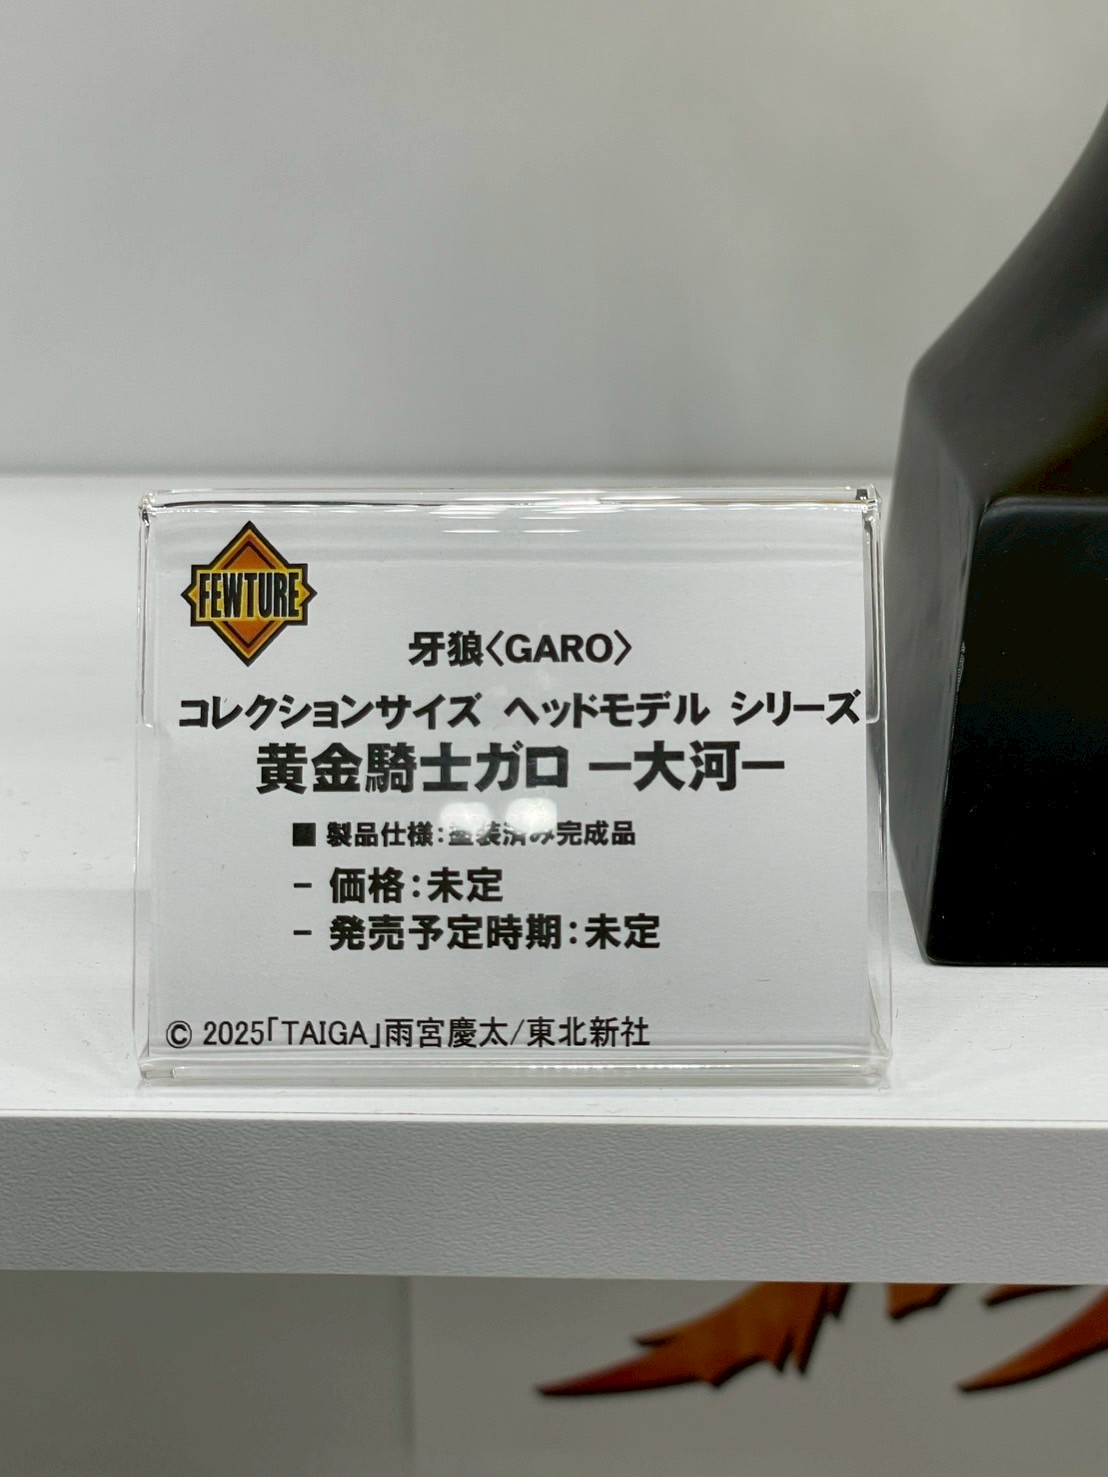 FEWTURE
牙狼〈GARO〉
コレクションサイズ ヘッドモデル シリーズ
黄金騎士ガロ ー大河ー
■ 製品仕様:塗装済み完成品
- 価格:未定
- 発売予定時期:未定
© 2025「TAIGA」雨宮慶太/東北新社